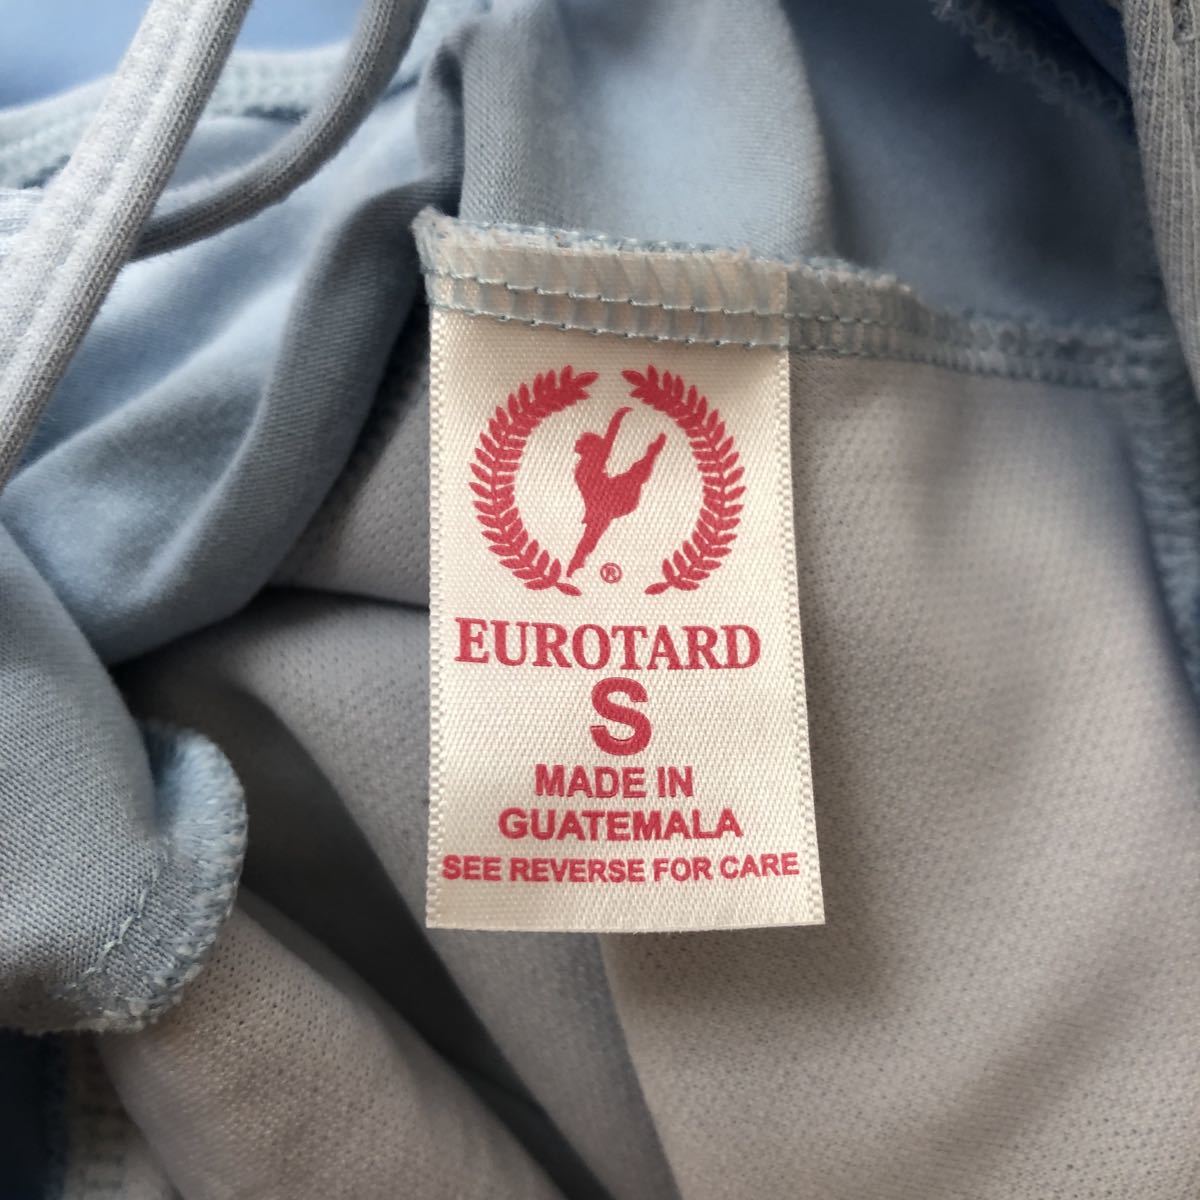 ®
EUROTARD
S
MADE IN
GUATEMALA
SEE REVERSE FOR CARE